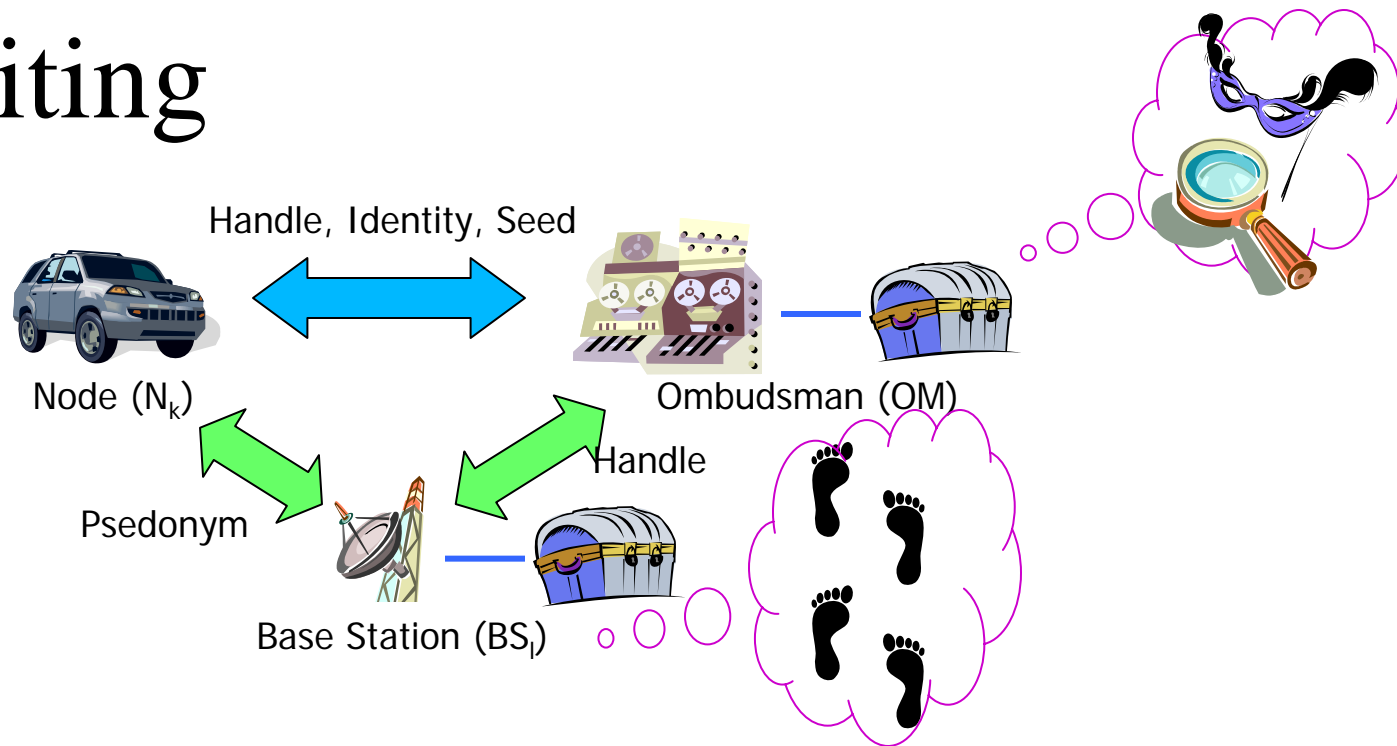 iting
Handle, Identity, Seed
Node (Nk)
Ombudsman (OM)
Handle
Psedonym
Base Station (BSl)